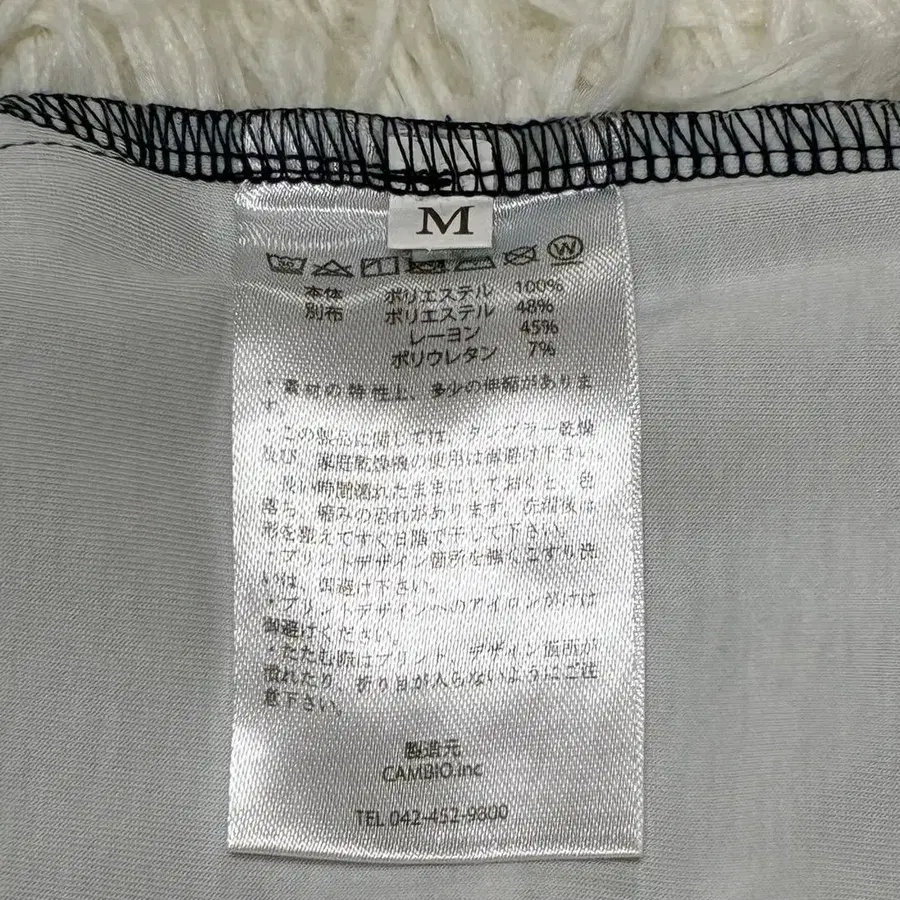 M
W
本体 ポリエステル 100%
別布 ポリエステル 48%
レーヨン 45%
ポリウレタン 7%
・素材の特性上、多少の伸縮がありま
す。
・この製品に関しては、タンブラー乾燥
及び、家庭乾燥機の使用は御避け下さい。
長い時間濡れたままにしておくと、色
落ち、縮みの恐れがあります。洗濯後は
形を整えてすぐ日陰で干して下さい。
・プリントデザイン箇所を強くこすり洗
いは、御避け下さい。
・プリントデザインへのアイロンがけは
御避けください。
・たたむ際はプリント、デザイン箇所が
潰れたり、折り目が入らないようにご注
意下さい。
製造元
CAMBIO.inc
TEL 042-452-9800